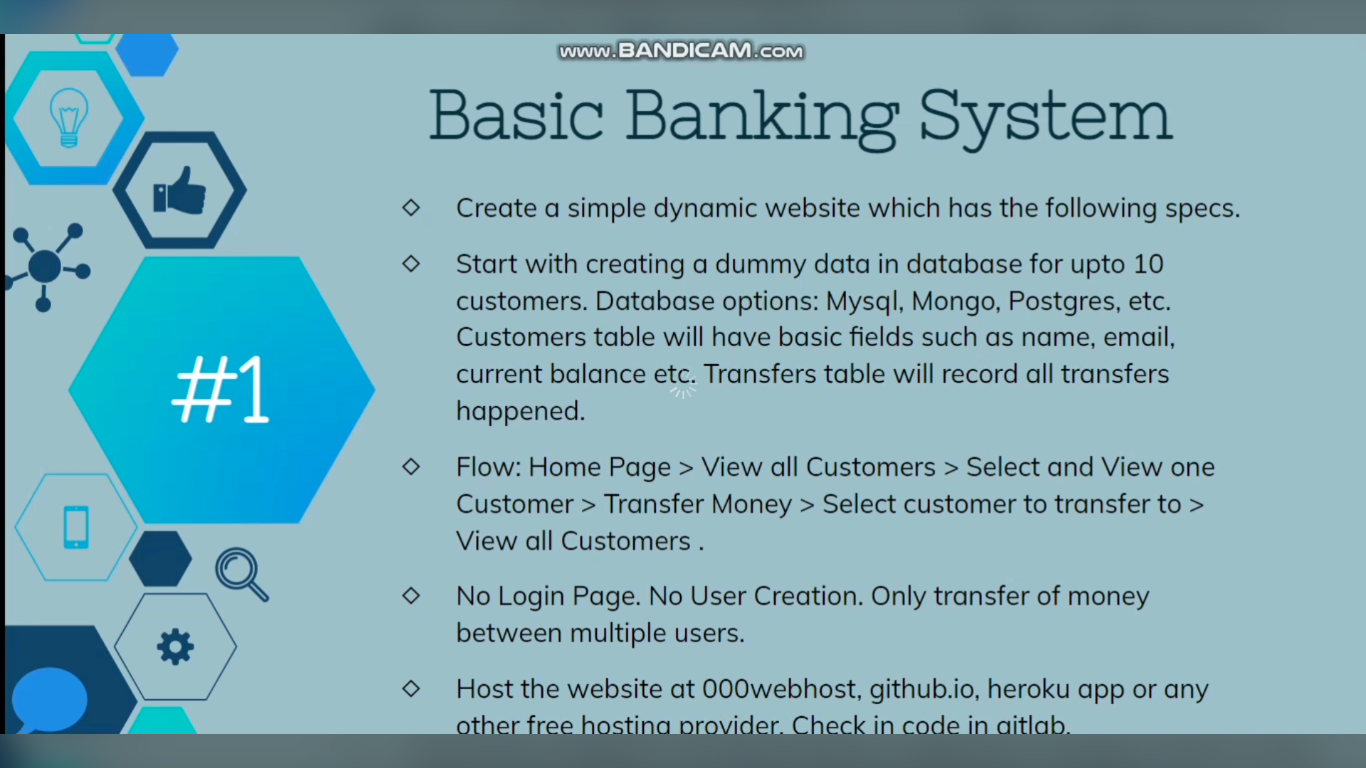 www.BANDICAM.com
Basic Banking System
#1
◇ Create a simple dynamic website which has the following specs.
◇ Start with creating a dummy data in database for upto 10
customers. Database options: Mysql, Mongo, Postgres, etc.
Customers table will have basic fields such as name, email,
current balance etc. Transfers table will record all transfers
happened.
◇ Flow: Home Page > View all Customers > Select and View one
Customer > Transfer Money > Select customer to transfer to >
View all Customers .
◇ No Login Page. No User Creation. Only transfer of money
between multiple users.
◇ Host the website at 000webhost, github.io, heroku app or any
other free hosting provider. Check in code in gitlab.